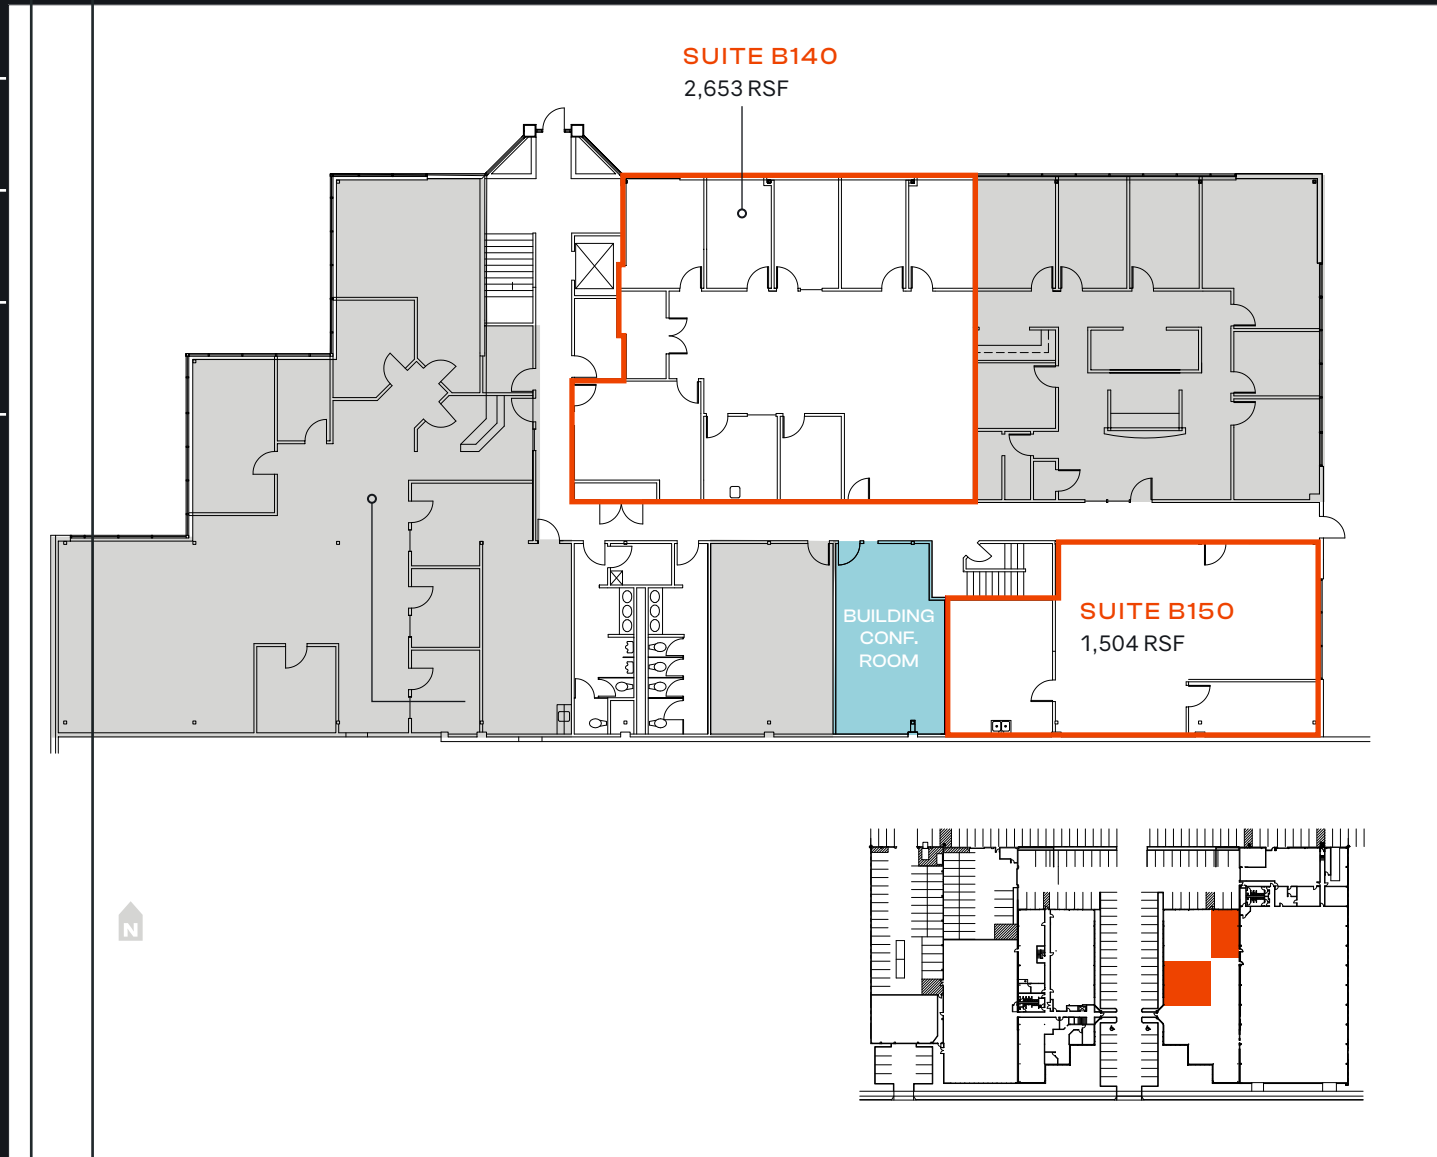 SUITE B140
2,653 RSF
BUILDING
CONF.
ROOM
SUITE B150
1,504 RSF
N